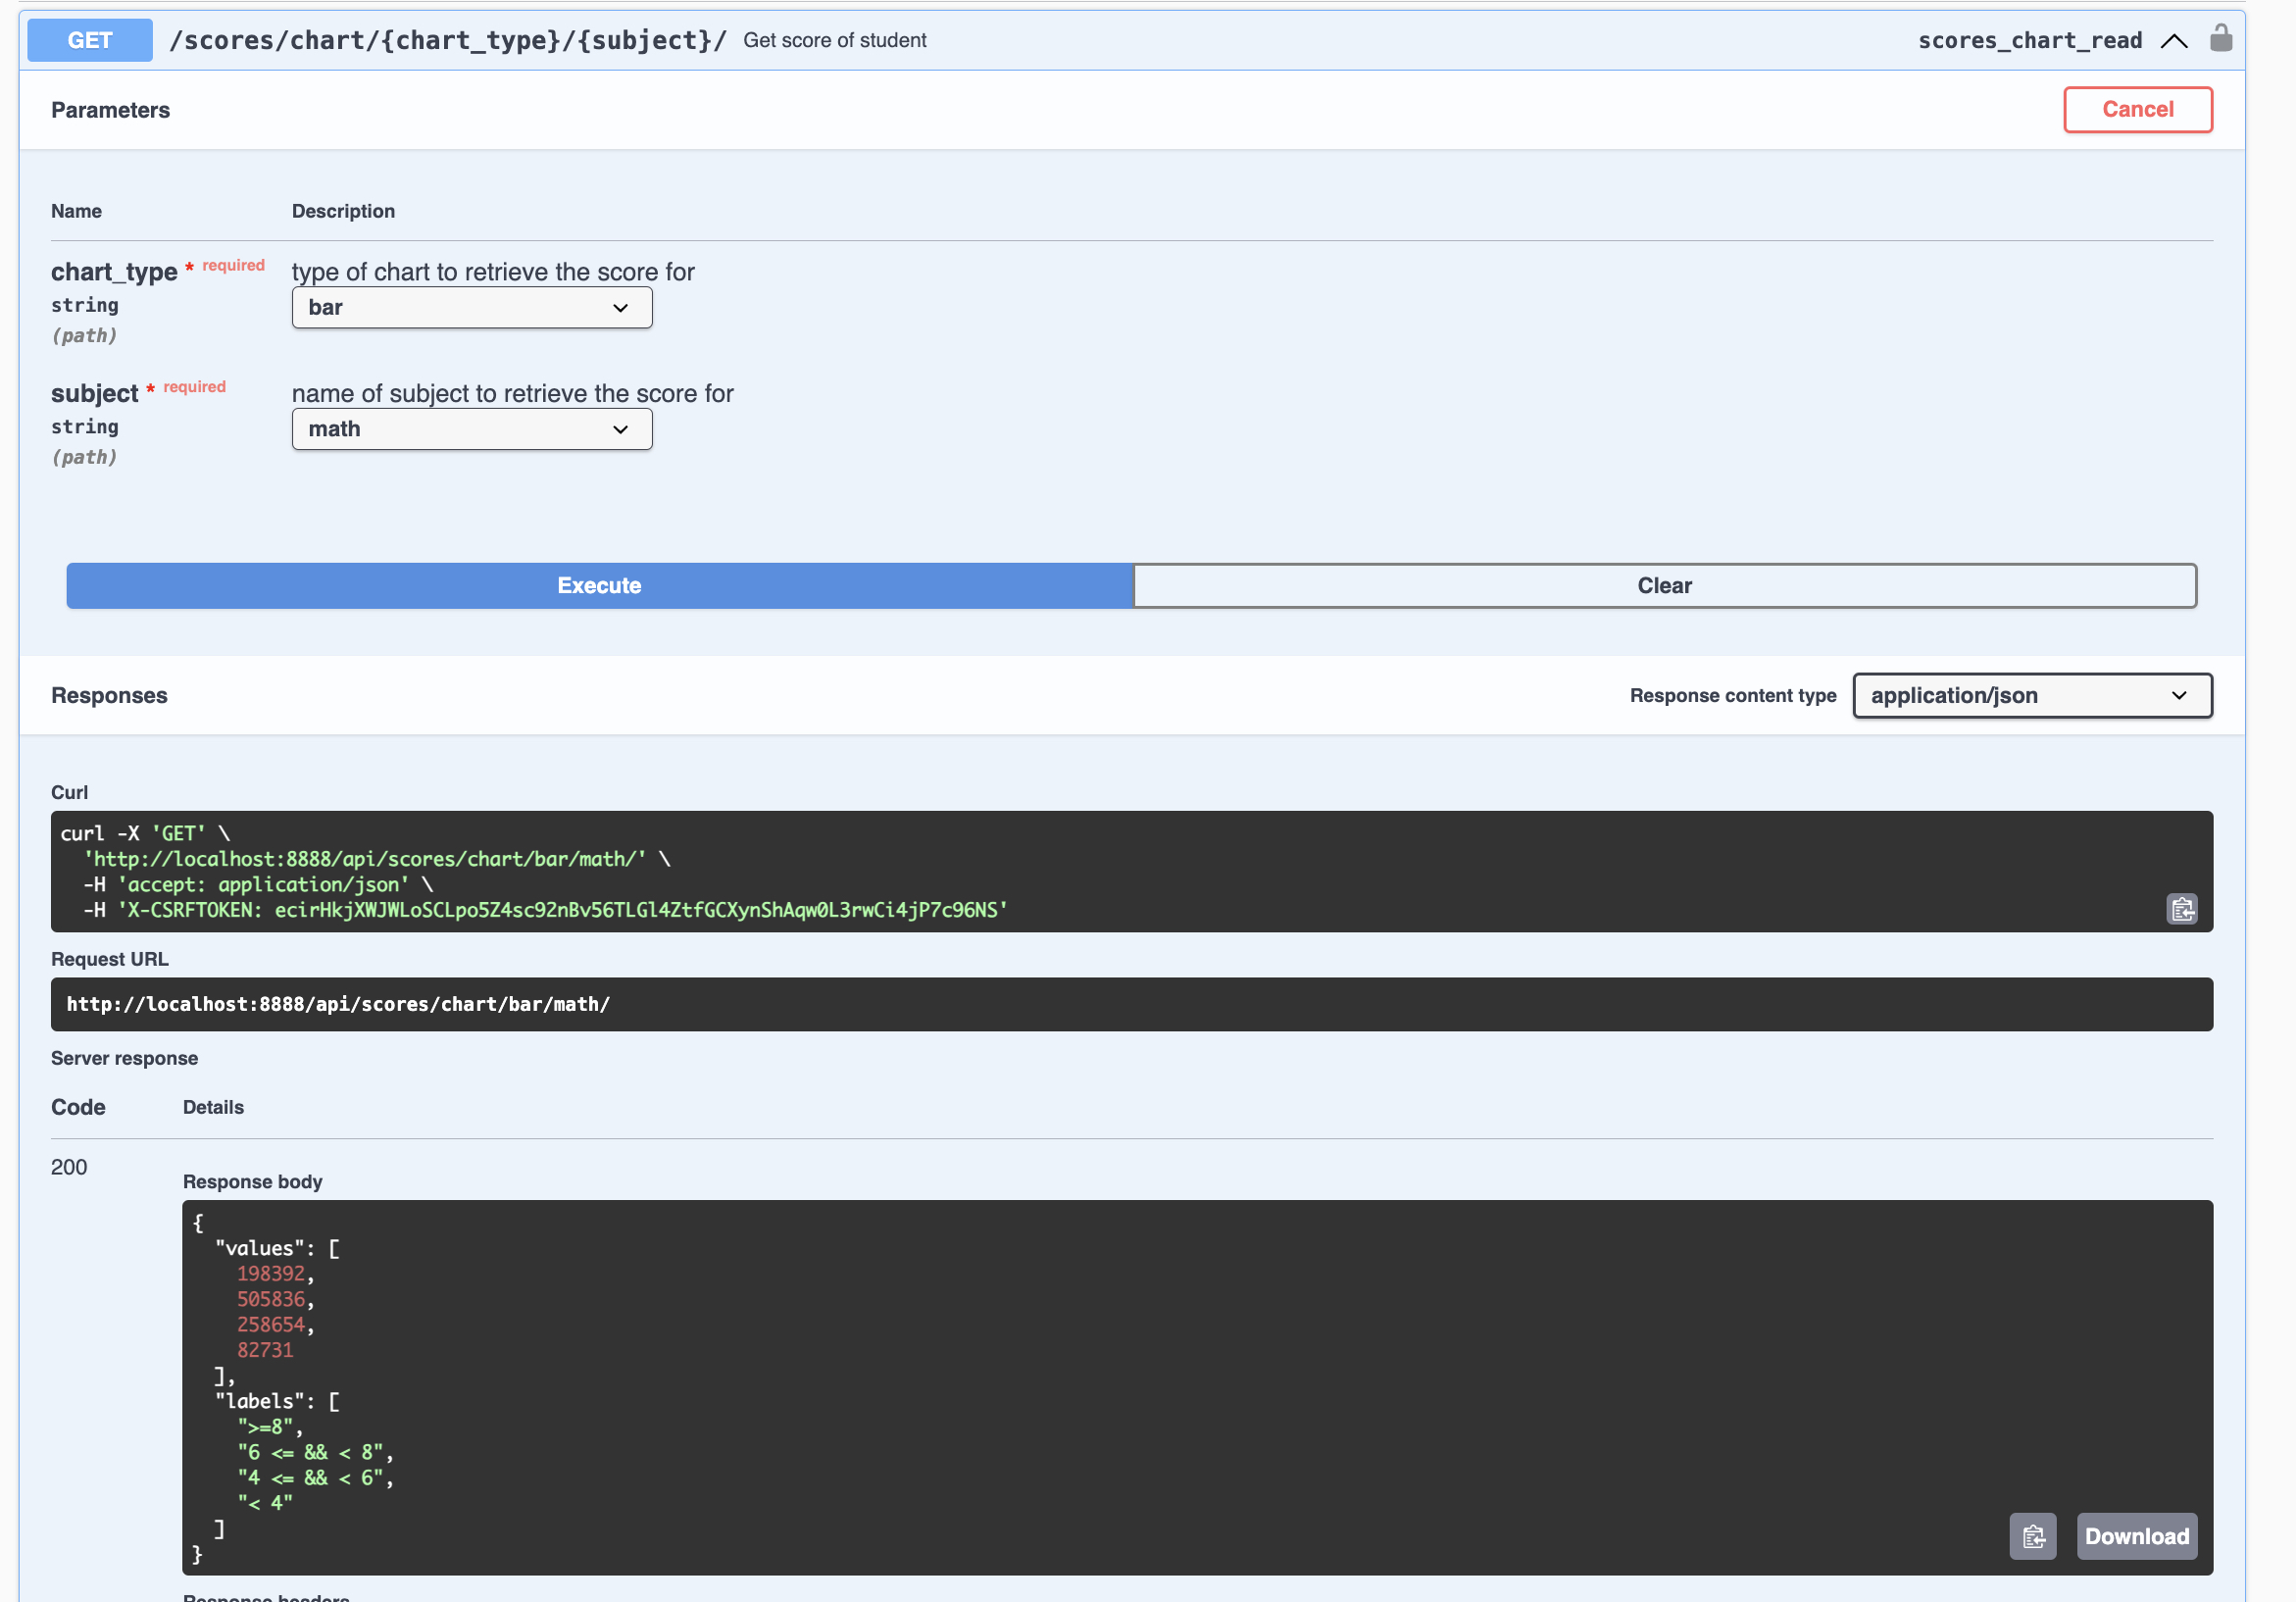 GET /scores/chart/{chart_type}/{subject}/ Get score of student scores_chart_read
Parameters Cancel
Name Description
chart_type * required type of chart to retrieve the score for
string bar
(path)
subject * required name of subject to retrieve the score for
string math
(path)
Execute Clear
Responses Response content type application/json
Curl
curl -X 'GET' \
'http://localhost:8888/api/scores/chart/bar/math/' \
-H 'accept: application/json' \
-H 'X-CSRFTOKEN: ecirHkjXWJWLoSCLpo5Z4sc92nBv56TLGl4ZtfGCXynShAqw0L3rwCi4jP7c96NS'
Request URL
http://localhost:8888/api/scores/chart/bar/math/
Server response
Code Details
200
Response body
{
"values": [
198392,
505836,
258654,
82731
],
"labels": [
">=8",
"6 <= && < 8",
"4 <= && < 6",
"< 4"
]
}
Download
Response headers